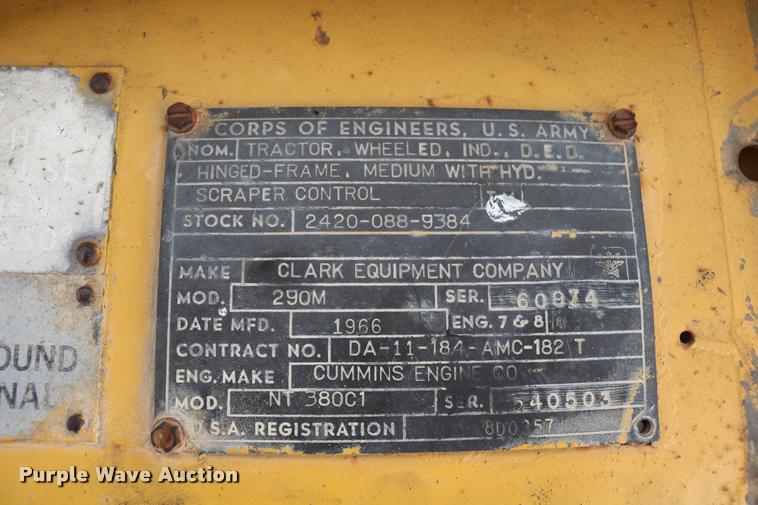 CORPS OF ENGINEERS, U.S. ARMY
NOM. TRACTOR, WHEELED, IND., D.E.D.
HINGED-FRAME, MEDIUM WITH HYD.
SCRAPER CONTROL
STOCK NO. 2420-088-9384
MAKE CLARK EQUIPMENT COMPANY
MOD. 290M SER. 60974
DATE MFD. 1966 ENG. 7 & 8
CONTRACT NO. DA-11-184-AMC-182 T
ENG. MAKE CUMMINS ENGINE CO
MOD. NT 380C1 SER. 540503
U.S.A. REGISTRATION 8D0357
OUND
NAL
Purple Wave Auction